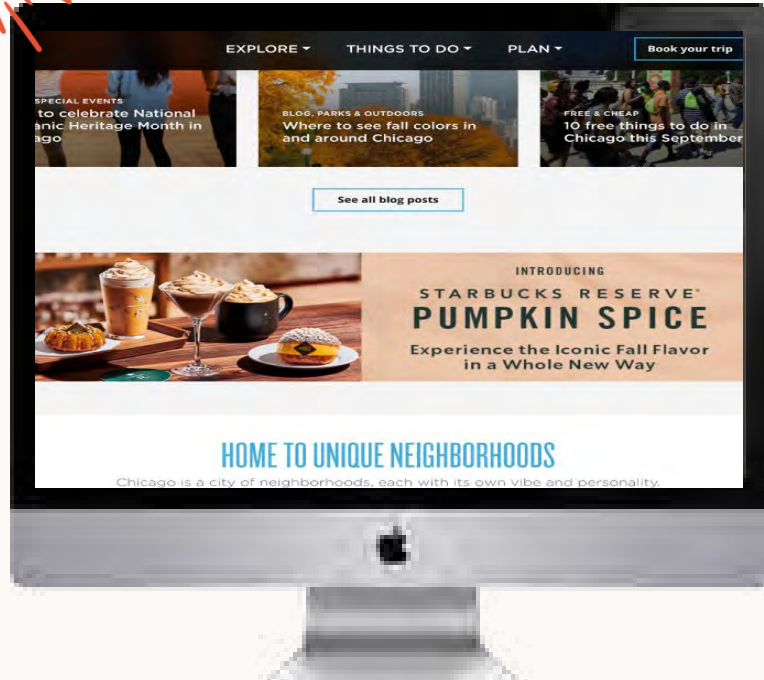 EXPLORE THINGS TO DO PLAN Book your trip
SPECIAL EVENTS
to celebrate National
anic Heritage Month in
ago
BLOG, PARKS & OUTDOORS
Where to see fall colors in
and around Chicago
FREE & CHEAP
10 free things to do in
Chicago this September
See all blog posts
INTRODUCING
STARBUCKS RESERVE
PUMPKIN SPICE
Experience the Iconic Fall Flavor
in a Whole New Way
HOME TO UNIQUE NEIGHBORHOODS
Chicago is a city of neighborhoods, each with its own vibe and personality.